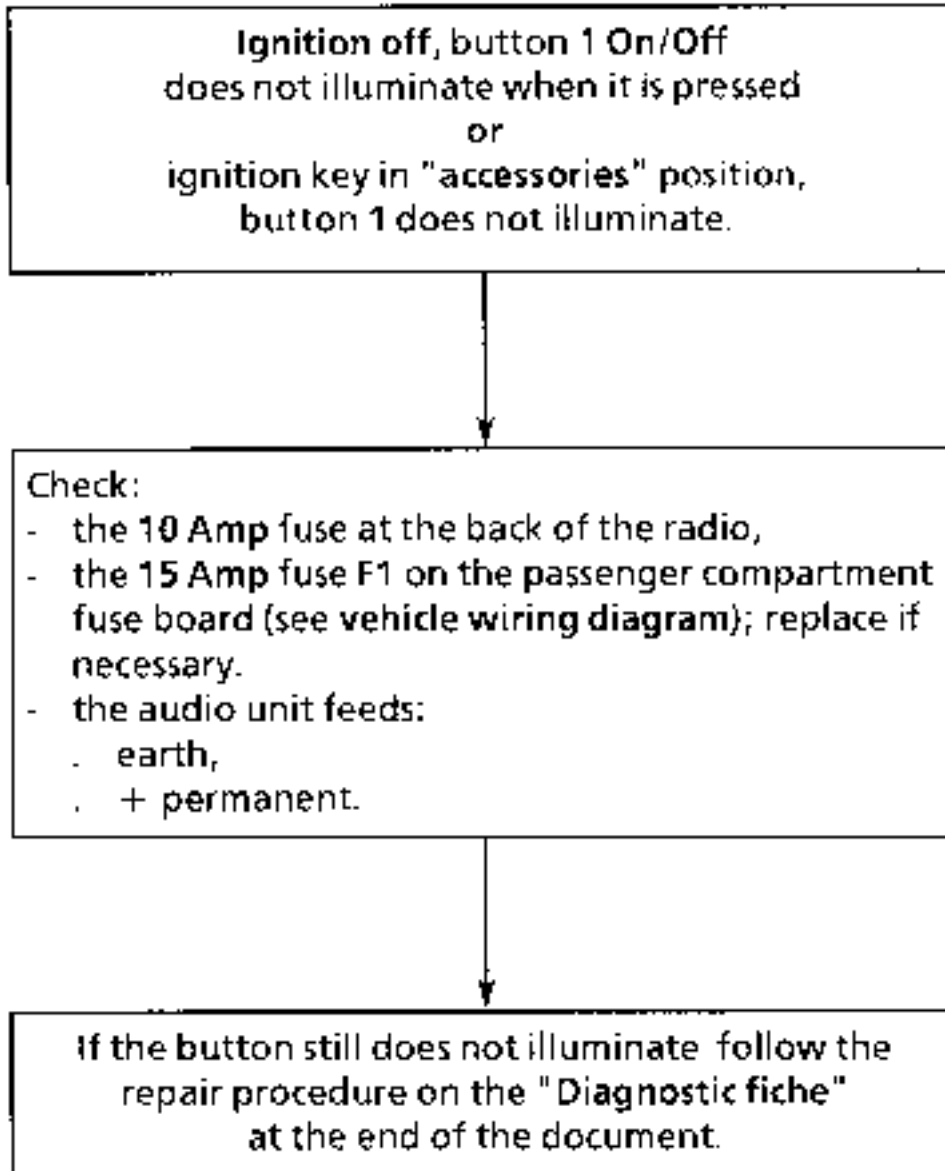 Ignition off, button 1 On/Off
does not illuminate when it is pressed
or
ignition key in "accessories" position,
button 1 does not illuminate.
Check:
- the 10 Amp fuse at the back of the radio,
- the 15 Amp fuse F1 on the passenger compartment
fuse board (see vehicle wiring diagram); replace if
necessary.
- the audio unit feeds:
. earth,
. + permanent.
If the button still does not illuminate follow the
repair procedure on the "Diagnostic fiche"
at the end of the document.